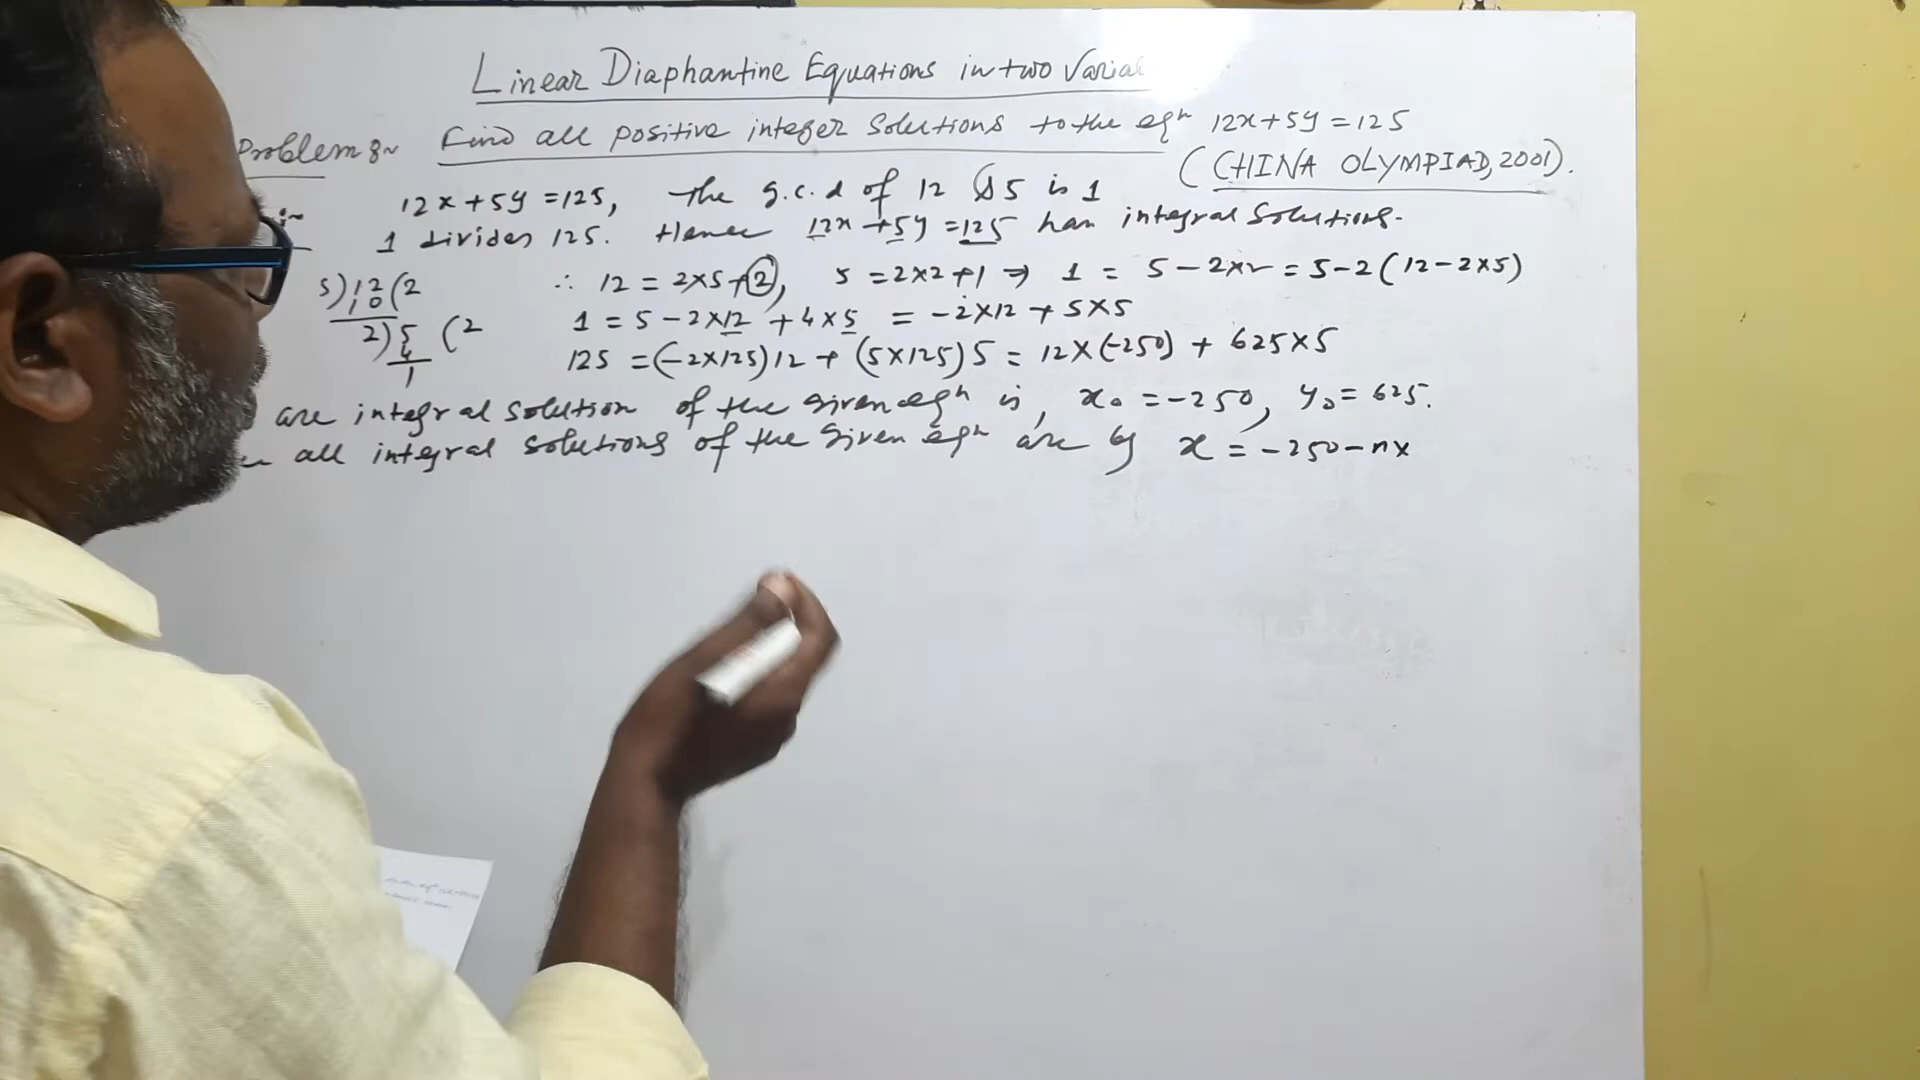 Linear Diaphantine Equations in two Varia
Problem 8~ Find all positive integer solutions to the eqn 12x+5y=125
(CHINA OLYMPIAD, 2001).
12x+5y=125, the g.c.d of 12 & 5 is 1
1 divides 125. Hence 12x+5y=125 has integral solutions.
5)12(2
10
2)5(2
4
1
∴ 12 = 2×5+2, 5 = 2×2+1 ⇒ 1 = 5-2×2 = 5-2(12-2×5)
1 = 5-2×12+4×5 = -2×12+5×5
125 = (-2×125)12 + (5×125)5 = 12×(-250) + 625×5
are integral solution of the given eqn is, x₀ = -250, y₀ = 625.
all integral solutions of the given eqn are by x = -250-n×